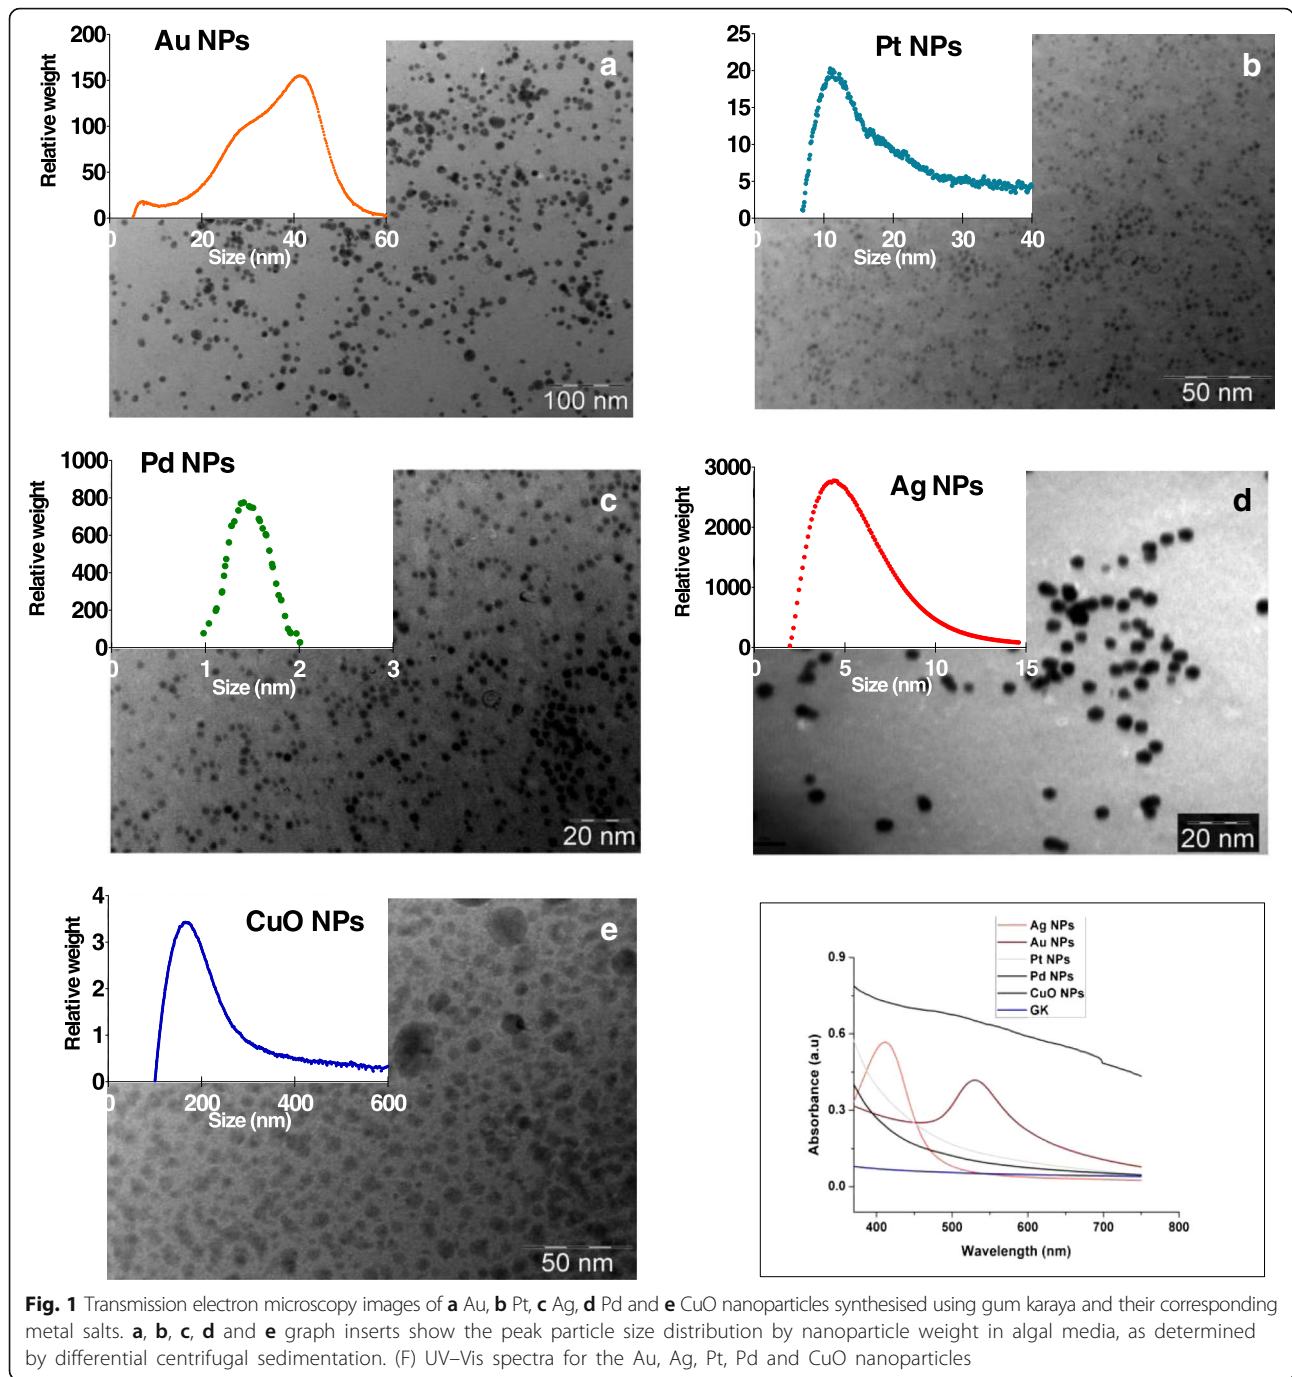 Au NPs
a
Relative weight
200
150
100
50
0
0 20 40 60
Size (nm)
100 nm
Pt NPs
b
Relative weight
25
20
15
10
5
0
0 10 20 30 40
Size (nm)
50 nm
Pd NPs
c
Relative weight
1000
800
600
400
200
0
0 1 2 3
Size (nm)
20 nm
Ag NPs
d
Relative weight
3000
2000
1000
0
0 5 10 15
Size (nm)
20 nm
CuO NPs
e
Relative weight
4
3
2
1
0
0 200 400 600
Size (nm)
50 nm
Ag NPs
Au NPs
Pt NPs
Pd NPs
CuO NPs
GK
Absorbance (a.u)
0.9
0.6
0.3
0.0
400 500 600 700 800
Wavelength (nm)
Fig. 1 Transmission electron microscopy images of a Au, b Pt, c Ag, d Pd and e CuO nanoparticles synthesised using gum karaya and their corresponding
metal salts. a, b, c, d and e graph inserts show the peak particle size distribution by nanoparticle weight in algal media, as determined
by differential centrifugal sedimentation. (F) UV–Vis spectra for the Au, Ag, Pt, Pd and CuO nanoparticles